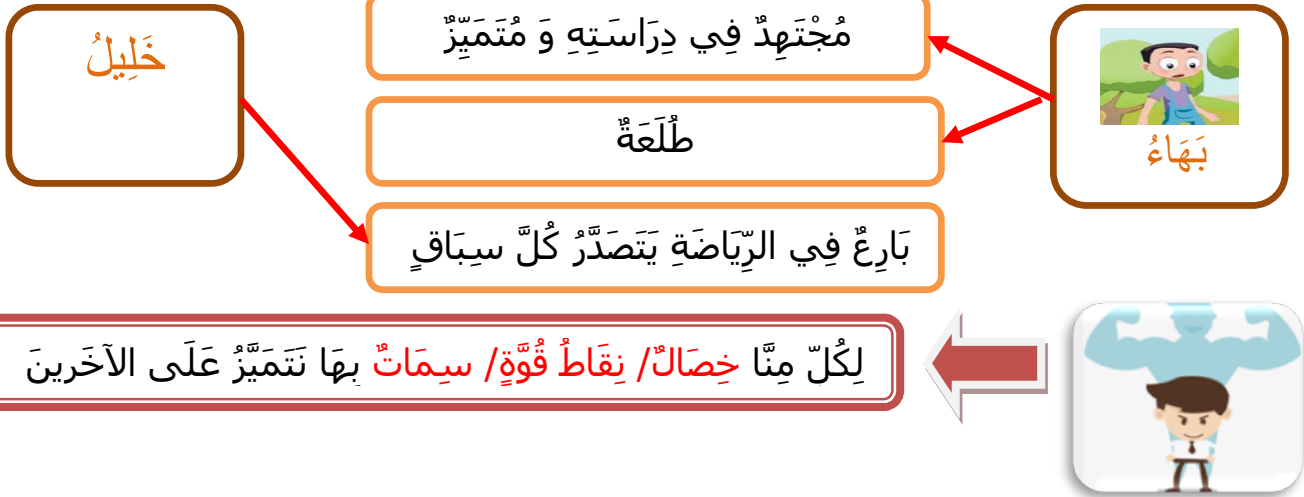 خَلِيلُ
مُجْتَهِدٌ فِي دِرَاسَتِهِ وَ مُتَمَيِّزٌ
بَهَاءُ
طُلَعَةٌ
بَارِعٌ فِي الرِّيَاضَةِ يَتَصَدَّرُ كُلَّ سِبَاقٍ
لِكُلّ مِنَّا خِصَالٌ/ نِقَاطُ قُوَّةٍ/ سِمَاتٌ بِهَا نَتَمَيَّزُ عَلَى الآخَرِينَ